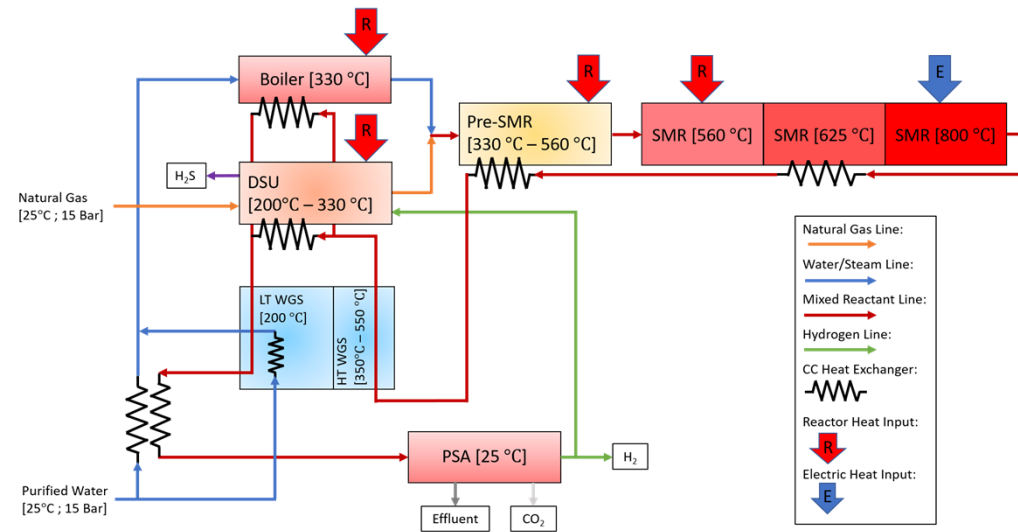 R
Boiler [330 °C]
R
R
R
E
Pre-SMR
[330 °C – 560 °C]
SMR [560 °C]
SMR [625 °C]
SMR [800 °C]
H₂S
DSU
[200°C – 330 °C]
Natural Gas
[25°C ; 15 Bar]
LT WGS
[200 °C]
HT WGS
[350°C – 550 °C]
PSA [25 °C]
H₂
Purified Water
[25°C ; 15 Bar]
Effluent
CO₂
Natural Gas Line:
Water/Steam Line:
Mixed Reactant Line:
Hydrogen Line:
CC Heat Exchanger:
Reactor Heat Input:
R
Electric Heat Input:
E